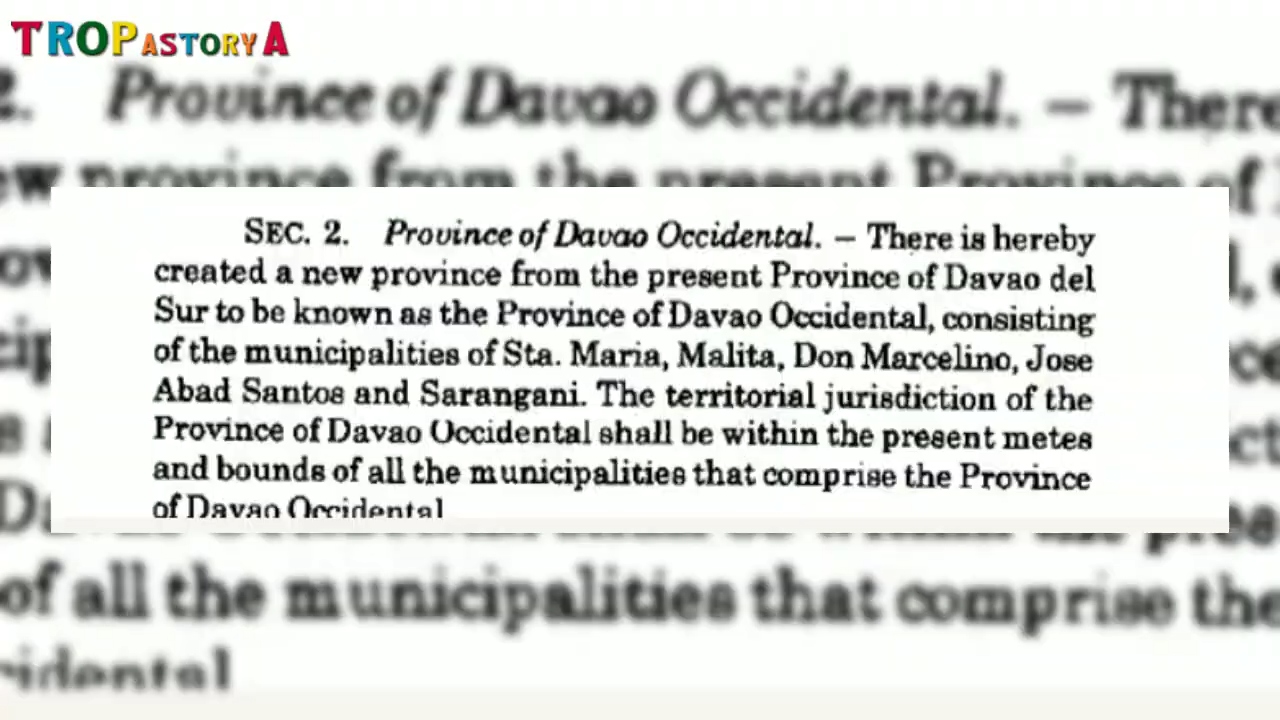 TROPASTORYA
2. Province of Davao Occidental. – There
ew province from the present Province of
SEC. 2. Province of Davao Occidental. – There is hereby
created a new province from the present Province of Davao del
Sur to be known as the Province of Davao Occidental, consisting
of the municipalities of Sta. Maria, Malita, Don Marcelino, Jose
Abad Santos and Sarangani. The territorial jurisdiction of the
Province of Davao Occidental shall be within the present metes
and bounds of all the municipalities that comprise the Province
of Davao Occidental
of all the municipalities that comprise the
cidental